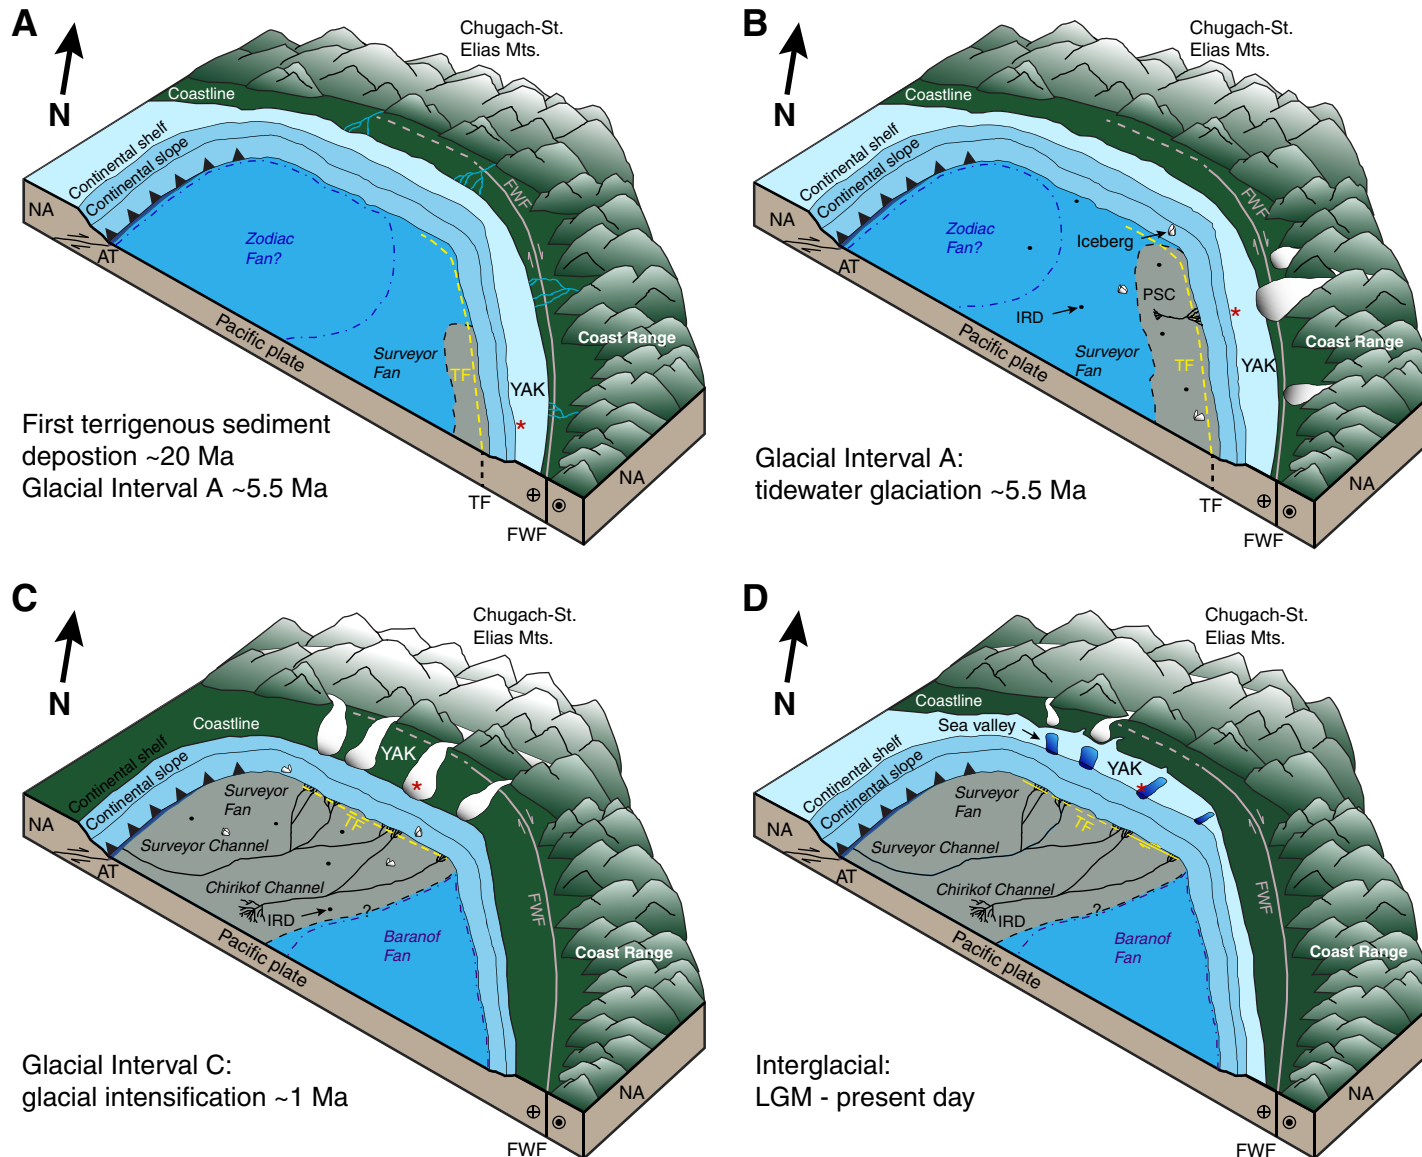 A
N
Chugach-St.
Elias Mts.
Coastline
Continental shelf
Continental slope
FWF
NA
AT
Zodiac
Fan?
Pacific plate
Surveyor
Fan
TF
YAK
*
Coast Range
First terrigenous sediment
depostion ~20 Ma
Glacial Interval A ~5.5 Ma
TF
FWF
NA
B
N
Chugach-St.
Elias Mts.
Coastline
Continental shelf
Continental slope
FWF
NA
AT
Zodiac
Fan?
Iceberg
PSC
IRD
*
Pacific plate
Surveyor
Fan
TF
YAK
Coast Range
Glacial Interval A:
tidewater glaciation ~5.5 Ma
TF
FWF
NA
C
N
Chugach-St.
Elias Mts.
Coastline
Continental shelf
Continental slope
YAK
*
FWF
NA
AT
Surveyor
Fan
TF
Surveyor Channel
Chirikof Channel
IRD
?
Baranof
Fan
Pacific plate
Coast Range
Glacial Interval C:
glacial intensification ~1 Ma
FWF
NA
D
N
Chugach-St.
Elias Mts.
Coastline
Sea valley
Continental shelf
Continental slope
YAK
*
FWF
NA
AT
Surveyor
Fan
TF
Surveyor Channel
Chirikof Channel
IRD
?
Baranof
Fan
Pacific plate
Coast Range
Interglacial:
LGM - present day
FWF
NA